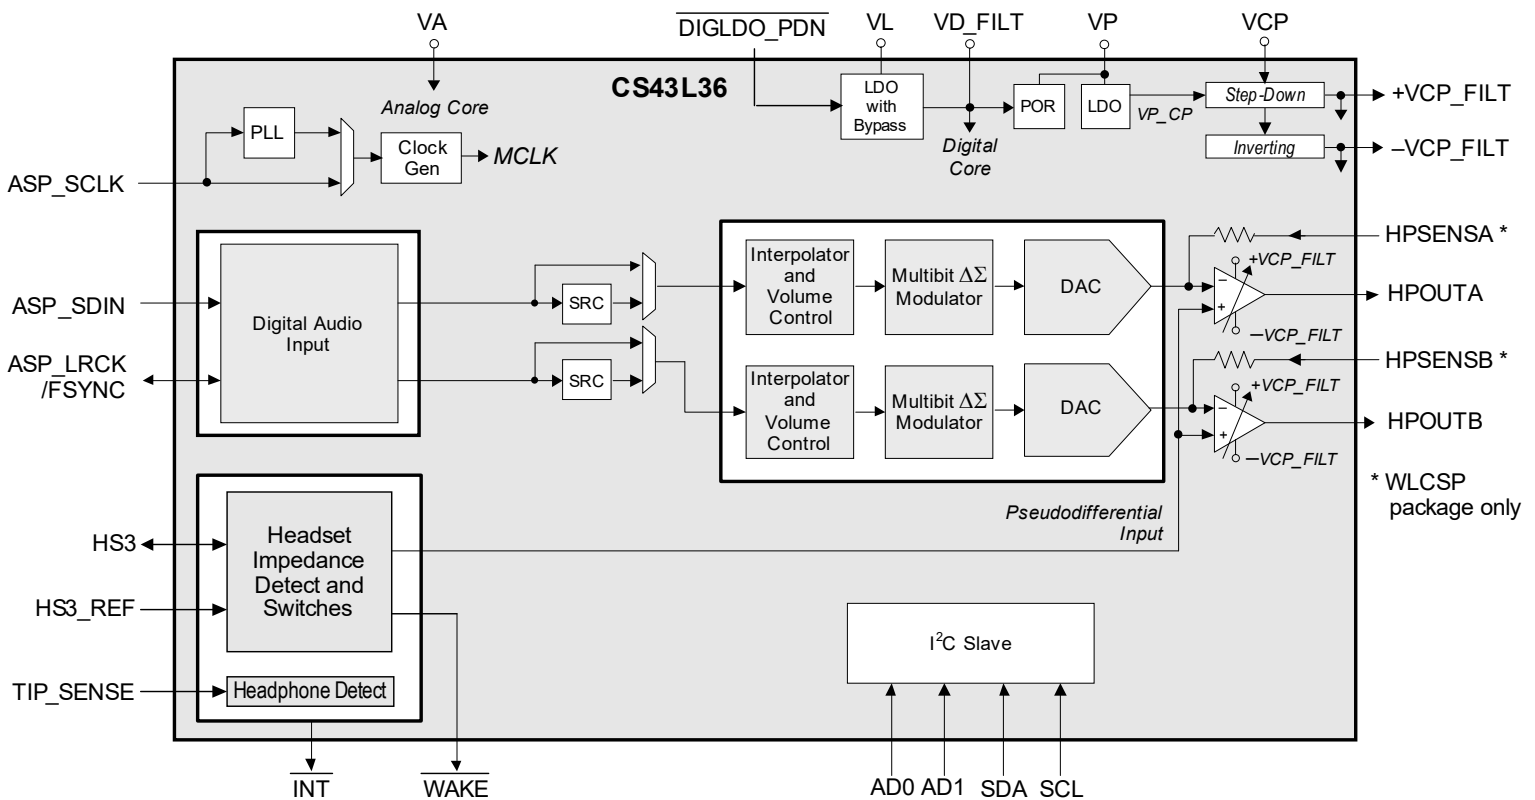 VA
DIGLDO_PDN
VL
VD_FILT
VP
VCP
CS43L36
Analog Core
LDO
with
Bypass
POR
LDO
VP_CP
Step-Down
+VCP_FILT
Digital
Core
Inverting
–VCP_FILT
PLL
Clock
Gen
MCLK
ASP_SCLK
ASP_SDIN
ASP_LRCK
/FSYNC
Digital Audio
Input
SRC
SRC
Interpolator
and
Volume
Control
Multibit ΔΣ
Modulator
DAC
Interpolator
and
Volume
Control
Multibit ΔΣ
Modulator
DAC
HPSENSA *
+VCP_FILT
–
+
HPOUTA
–VCP_FILT
HPSENSB *
+VCP_FILT
–
+
HPOUTB
–VCP_FILT
* WLCSP
package only
Pseudodifferential
Input
HS3
HS3_REF
TIP_SENSE
Headset
Impedance
Detect and
Switches
Headphone Detect
I²C Slave
INT
WAKE
AD0
AD1
SDA
SCL